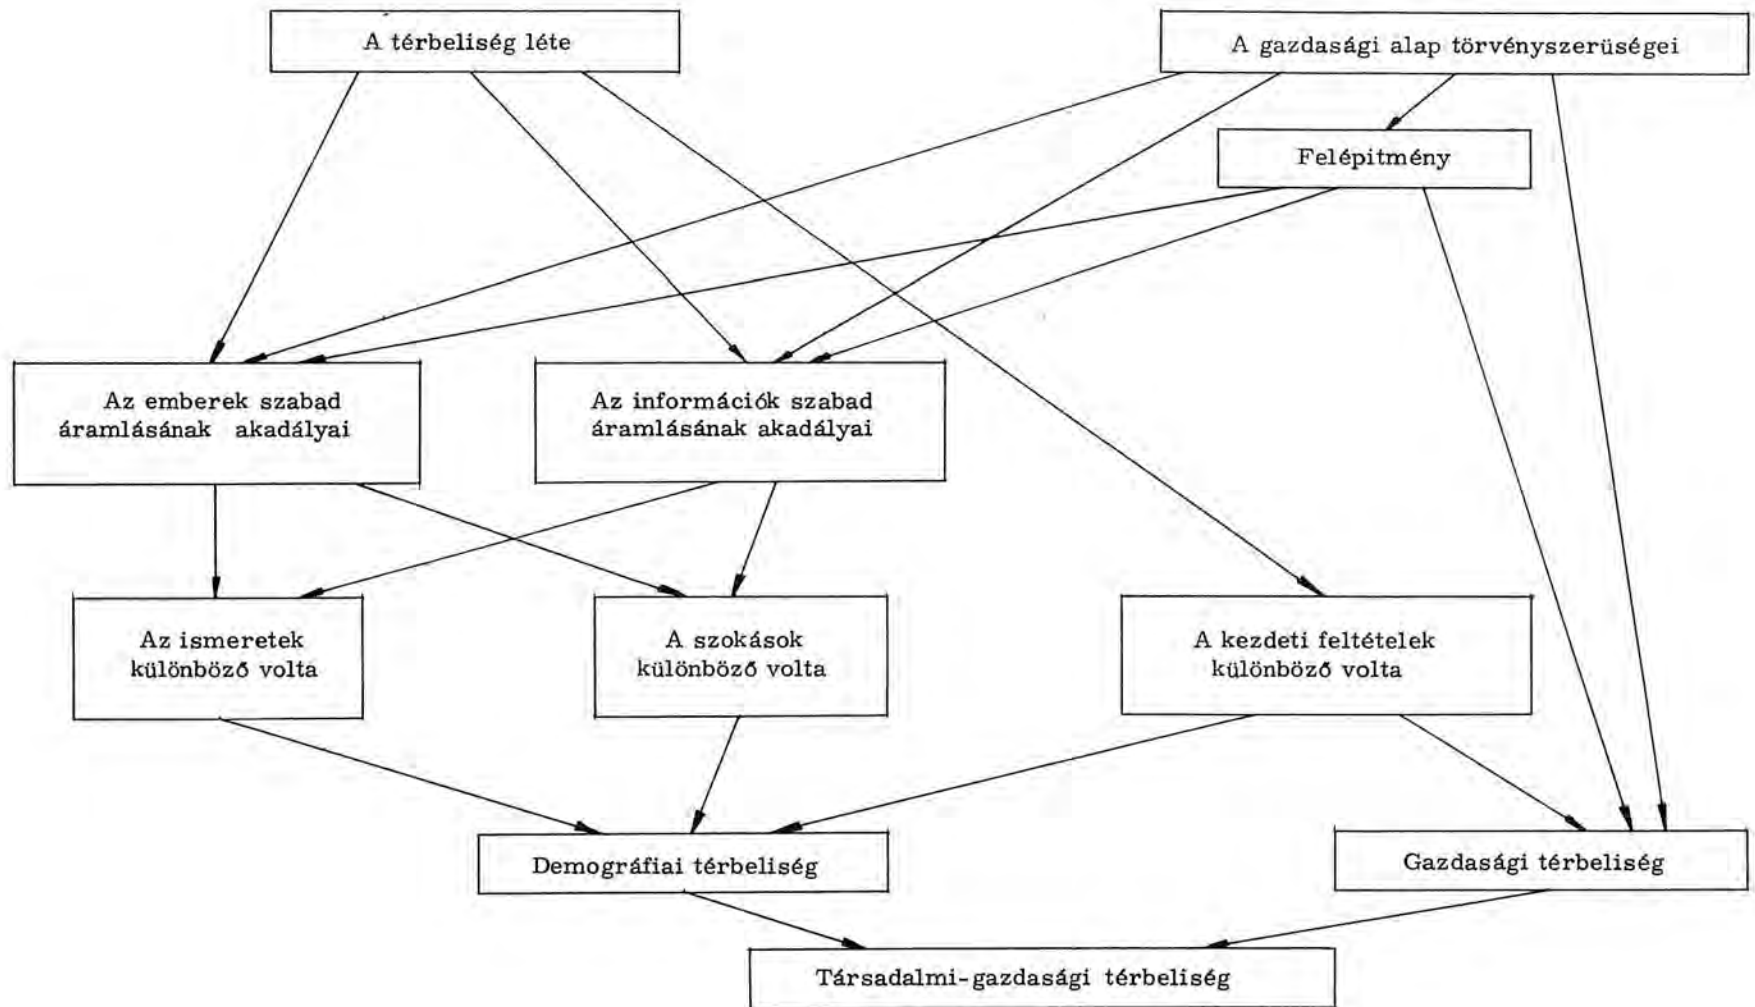 A térbeliség léte
A gazdasági alap törvényszerüségei
Felépitmény
Az emberek szabad
áramlásának akadályai
Az információk szabad
áramlásának akadályai
Az ismeretek
különböző volta
A szokások
különböző volta
A kezdeti feltételek
különböző volta
Demográfiai térbeliség
Gazdasági térbeliség
Társadalmi-gazdasági térbeliség